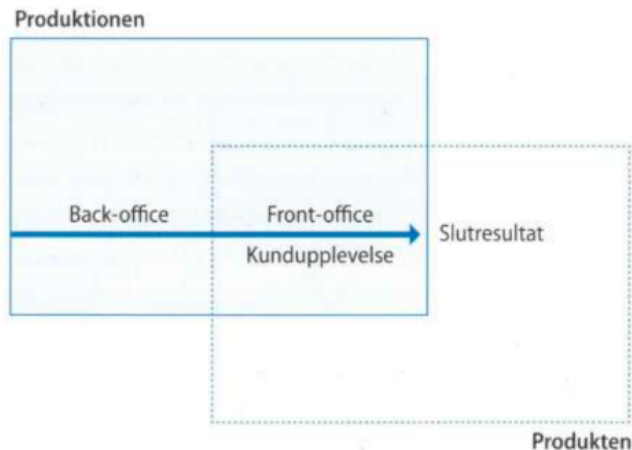 Produktionen
Back-office
Front-office
Kundupplevelse
Slutresultat
Produkten